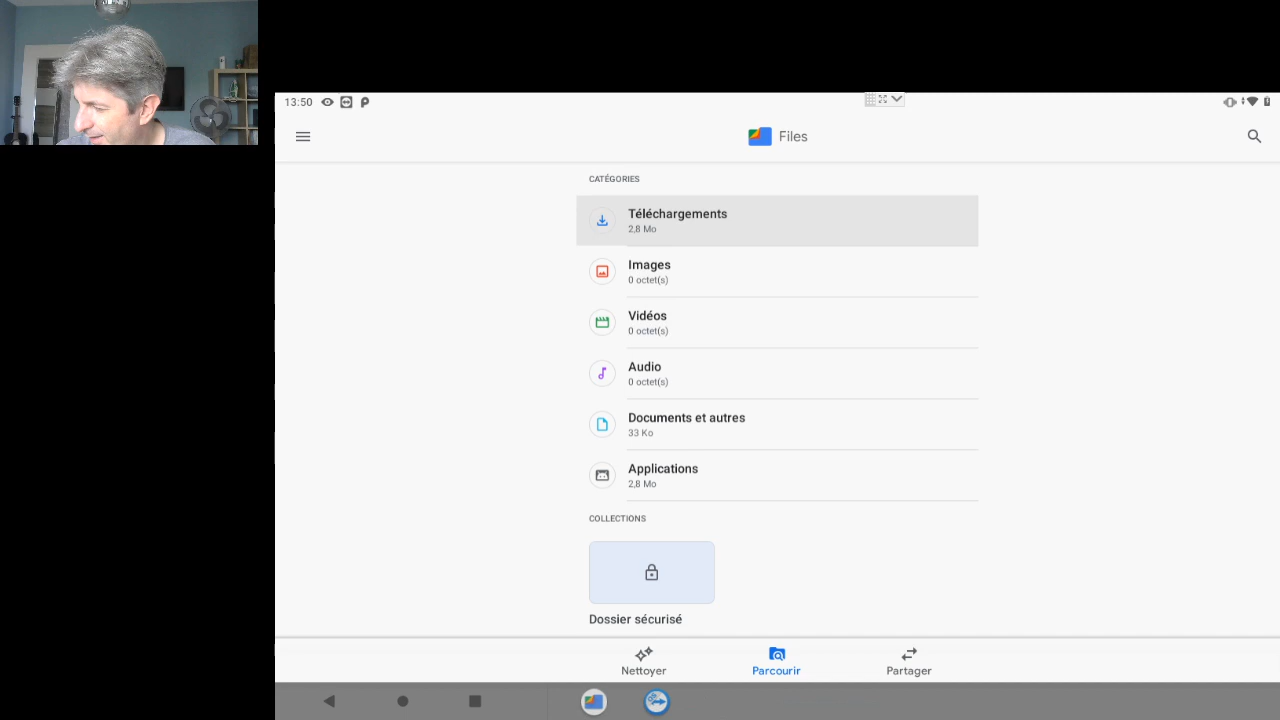 13:50
Files
CATÉGORIES
Téléchargements
2,8 Mo
Images
0 octet(s)
Vidéos
0 octet(s)
Audio
0 octet(s)
Documents et autres
33 Ko
Applications
2,8 Mo
COLLECTIONS
Dossier sécurisé
Nettoyer
Parcourir
Partager